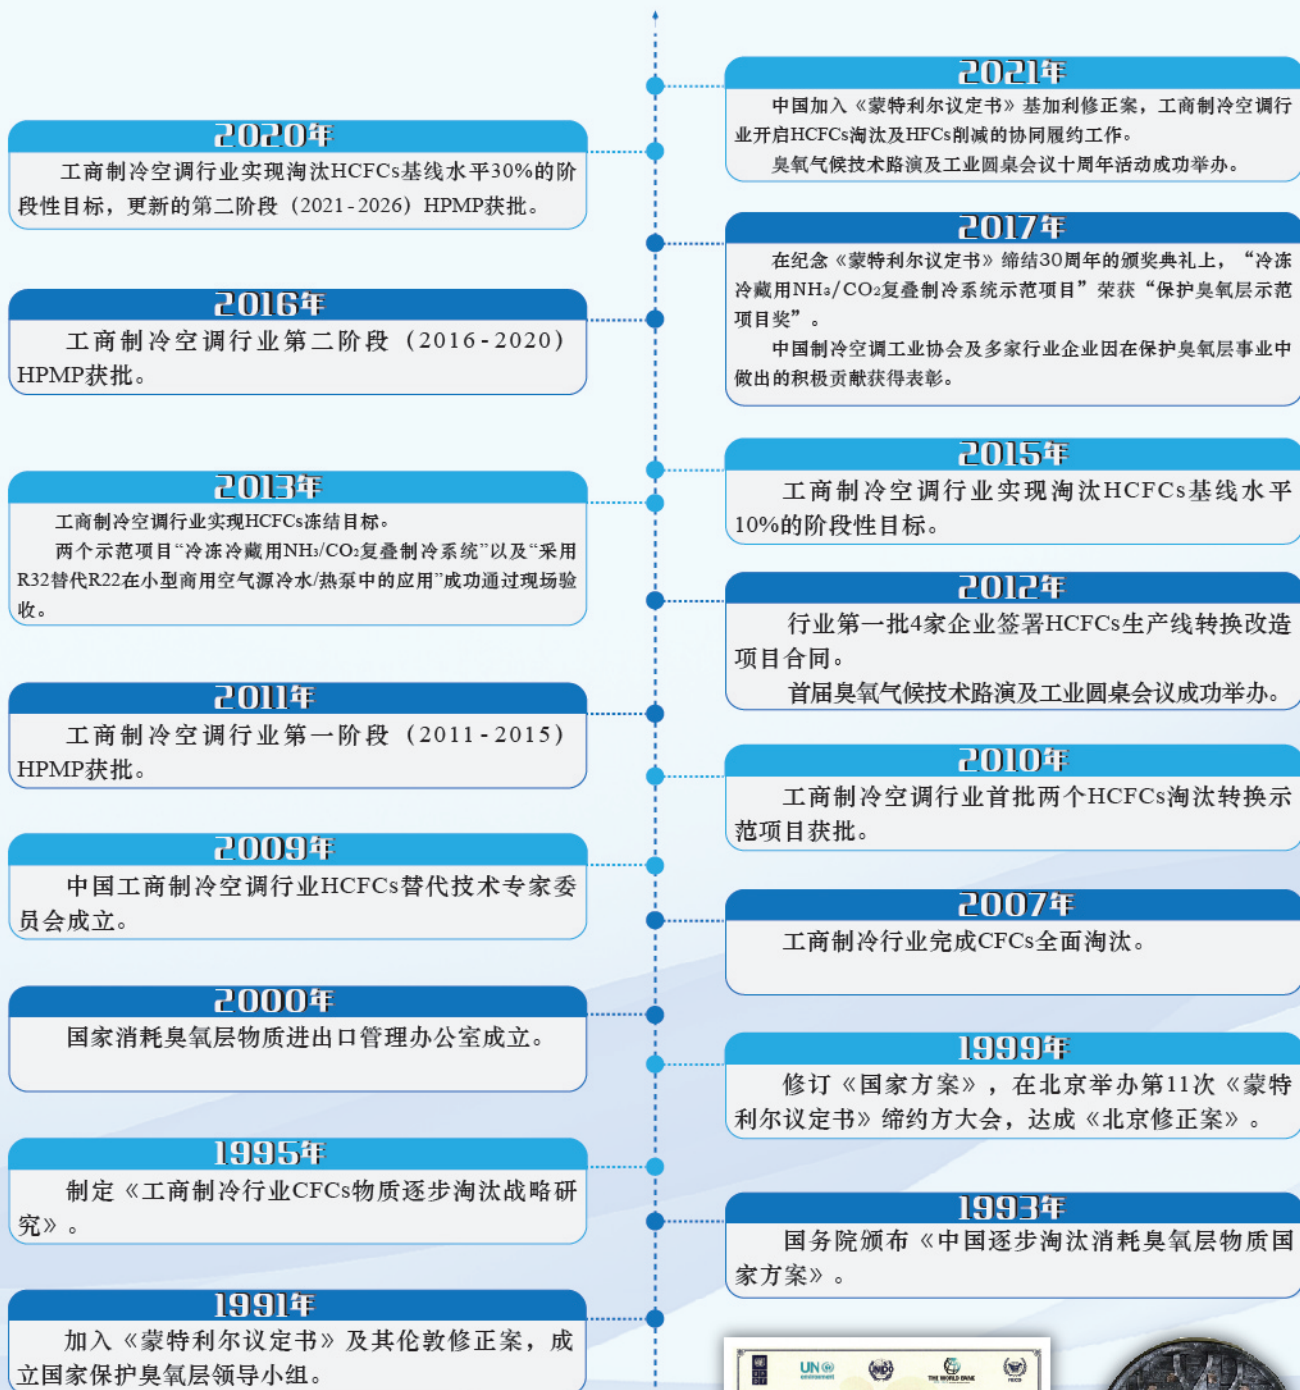 2021年
中国加入《蒙特利尔议定书》基加利修正案，工商制冷空调行
业开启HCFCs淘汰及HFCs削减的协同履约工作。
臭氧气候技术路演及工业圆桌会议十周年活动成功举办。
2020年
工商制冷空调行业实现淘汰HCFCs基线水平30%的阶
段性目标，更新的第二阶段（2021-2026）HPMP获批。
2017年
在纪念《蒙特利尔议定书》缔结30周年的颁奖典礼上，“冷冻
冷藏用NH₃/CO₂复叠制冷系统示范项目”荣获“保护臭氧层示范
项目奖”。
中国制冷空调工业协会及多家行业企业因在保护臭氧层事业中
做出的积极贡献获得表彰。
2016年
工商制冷空调行业第二阶段（2016-2020）
HPMP获批。
2015年
工商制冷空调行业实现淘汰HCFCs基线水平
10%的阶段性目标。
2013年
工商制冷空调行业实现HCFCs冻结目标。
两个示范项目“冷冻冷藏用NH₃/CO₂复叠制冷系统”以及“采用
R32替代R22在小型商用空气源冷水/热泵中的应用”成功通过现场验
收。
2012年
行业第一批4家企业签署HCFCs生产线转换改造
项目合同。
首届臭氧气候技术路演及工业圆桌会议成功举办。
2011年
工商制冷空调行业第一阶段（2011-2015）
HPMP获批。
2010年
工商制冷空调行业首批两个HCFCs淘汰转换示
范项目获批。
2009年
中国工商制冷空调行业HCFCs替代技术专家委
员会成立。
2007年
工商制冷行业完成CFCs全面淘汰。
2000年
国家消耗臭氧层物质进出口管理办公室成立。
1999年
修订《国家方案》，在北京举办第11次《蒙特
利尔议定书》缔约方大会，达成《北京修正案》。
1995年
制定《工商制冷行业CFCs物质逐步淘汰战略研
究》。
1993年
国务院颁布《中国逐步淘汰消耗臭氧层物质国
家方案》。
1991年
加入《蒙特利尔议定书》及其伦敦修正案，成
立国家保护臭氧层领导小组。
UN
environment
THE WORLD BANK